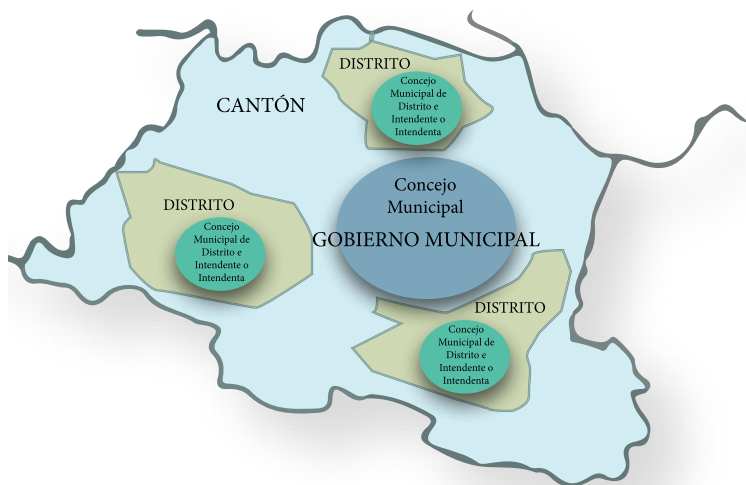 DISTRITO
Concejo
Municipal de
Distrito e
Intendente o
Intendenta
CANTÓN
Concejo
Municipal
GOBIERNO MUNICIPAL
DISTRITO
Concejo
Municipal de
Distrito e
Intendente o
Intendenta
DISTRITO
Concejo
Municipal de
Distrito e
Intendente o
Intendenta